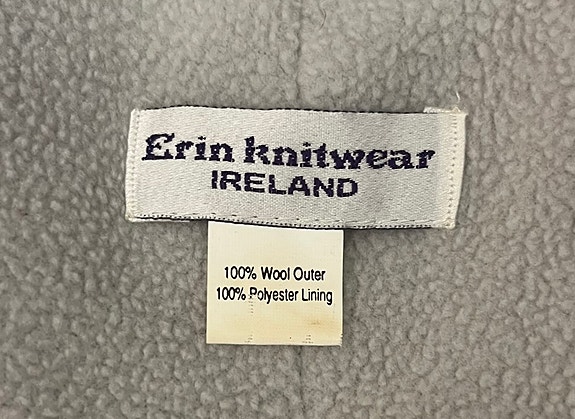 Erin knitwear
IRELAND
100% Wool Outer
100% Polyester Lining